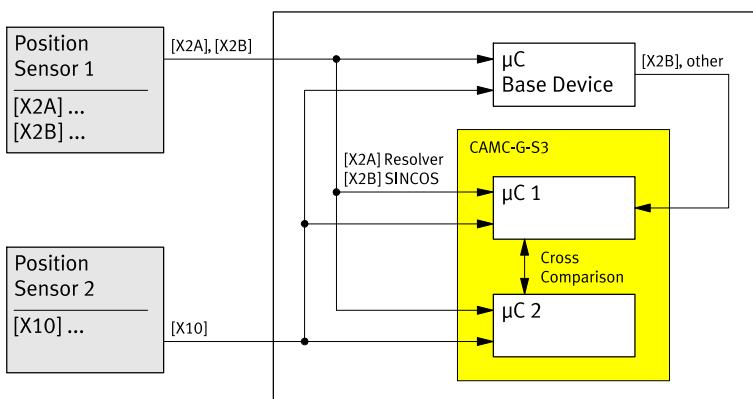 Position
Sensor 1
[X2A] ...
[X2B] ...
[X2A], [X2B]
µC
Base Device
[X2B], other
CAMC-G-S3
[X2A] Resolver
[X2B] SINCOS
µC 1
Cross
Comparison
µC 2
Position
Sensor 2
[X10] ...
[X10]